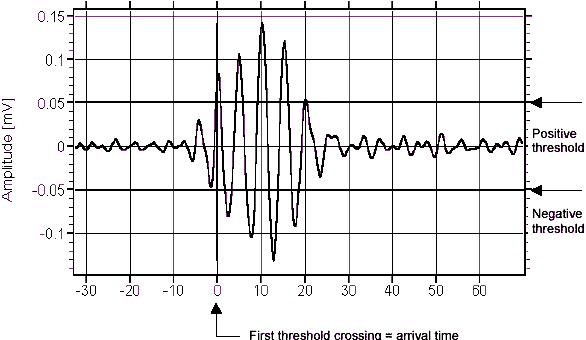 0.15
0.1
0.05
0
-0.05
-0.1
Amplitude [mV]
Positive
threshold
Negative
threshold
-30 -20 -10 0 10 20 30 40 50 60
First threshold crossing = arrival time